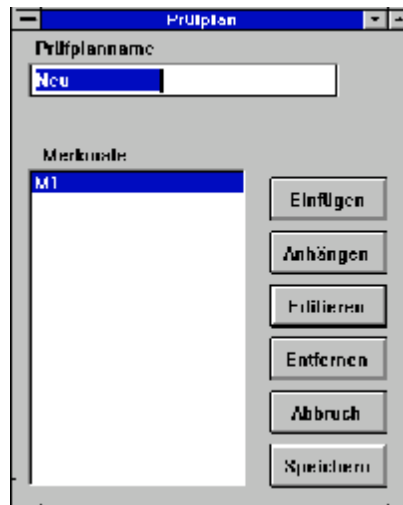 Prüfplan
Prüfplanname
Neu
Merkmale
M1
Einfügen
Anhängen
Editieren
Entfernen
Abbruch
Speichern